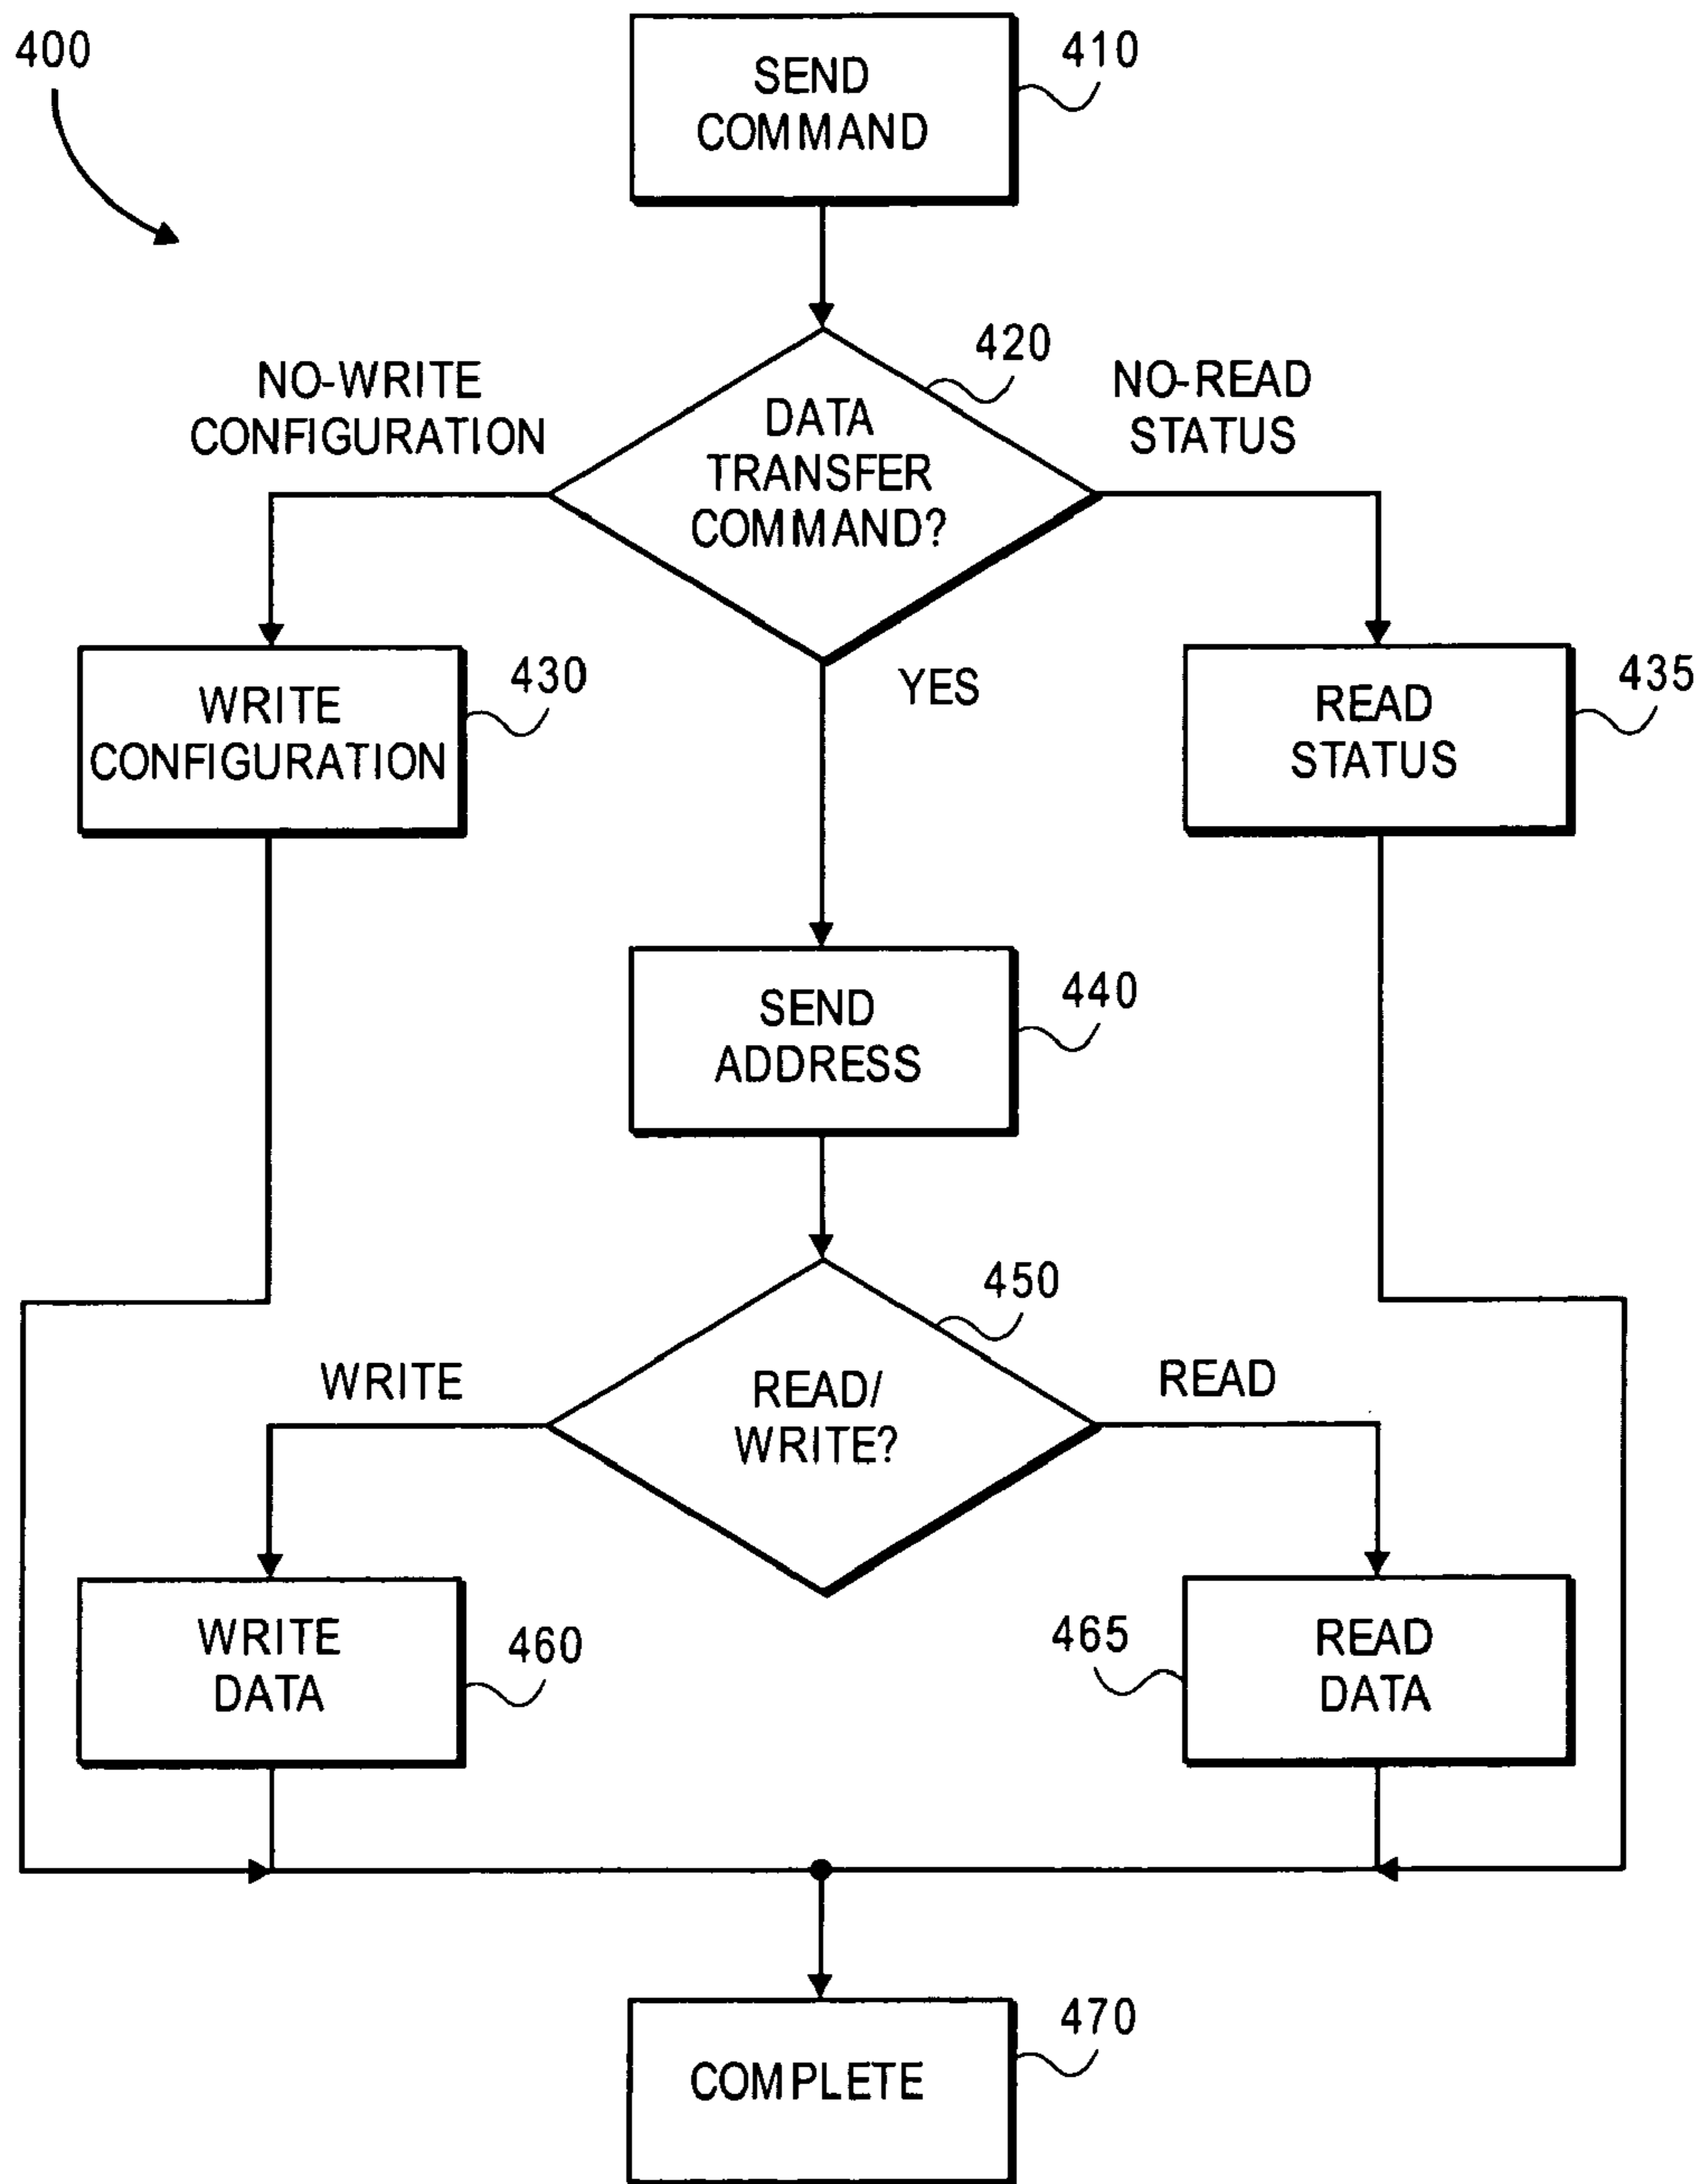 400
SEND
COMMAND
410
420
NO-WRITE
CONFIGURATION
DATA
TRANSFER
COMMAND?
NO-READ
STATUS
YES
WRITE
CONFIGURATION
430
READ
STATUS
435
SEND
ADDRESS
440
450
WRITE
READ/
WRITE?
READ
WRITE
DATA
460
465
READ
DATA
COMPLETE
470